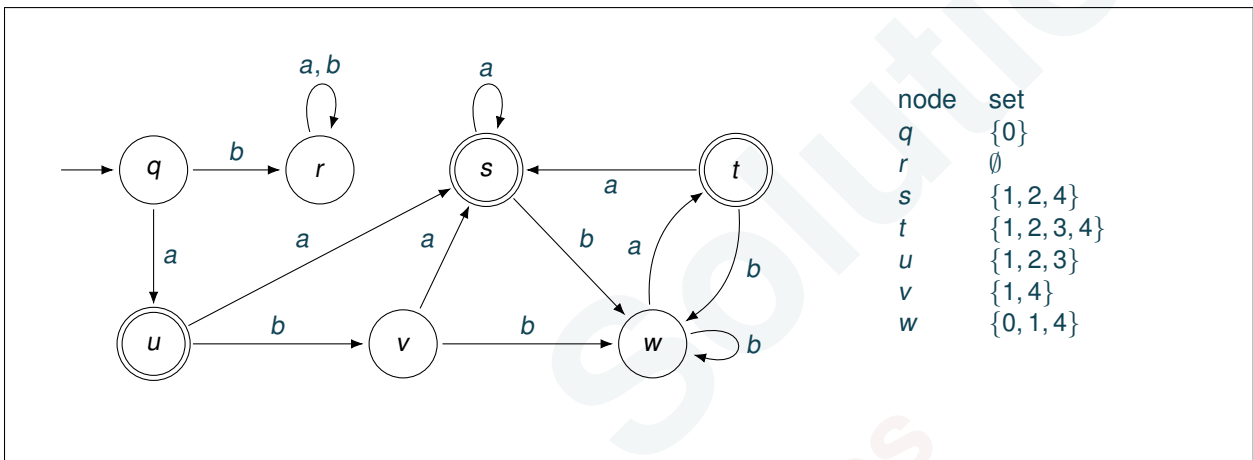 a, b
a
node set
q {0}
r ∅
s {1, 2, 4}
t {1, 2, 3, 4}
u {1, 2, 3}
v {1, 4}
w {0, 1, 4}
q
b
r
s
a
t
a
a
a
a
b
b
u
b
v
b
w
b